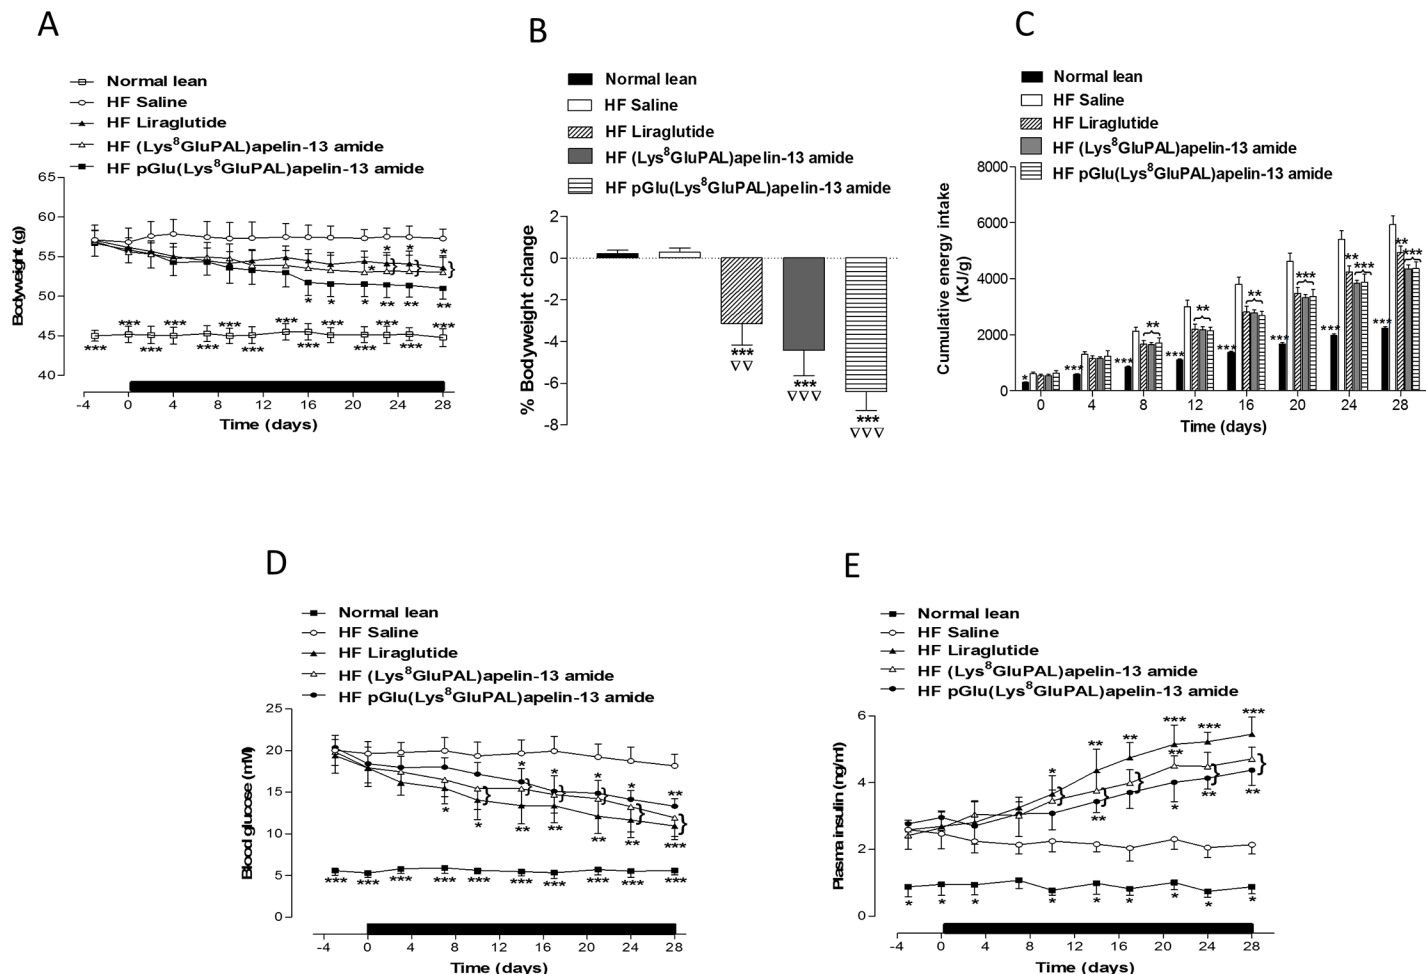 A
Normal lean
HF Saline
HF Liraglutide
HF (Lys⁸GluPAL)apelin-13 amide
HF pGlu(Lys⁸GluPAL)apelin-13 amide
65
60
55
50
45
40
Bodyweight (g)
* * *
* } } }
* * * ** ** **
*** *** *** *** *** ***
*** *** *** *** *** ***
-4 0 4 8 12 16 20 24 28
Time (days)
B
Normal lean
HF Saline
HF Liraglutide
HF (Lys⁸GluPAL)apelin-13 amide
HF pGlu(Lys⁸GluPAL)apelin-13 amide
2
0
-2
-4
-6
-8
% Bodyweight change
***
∇∇
***
∇∇∇
***
∇∇∇
C
Normal lean
HF Saline
HF Liraglutide
HF (Lys⁸GluPAL)apelin-13 amide
HF pGlu(Lys⁸GluPAL)apelin-13 amide
8000
6000
4000
2000
0
Cumulative energy intake
(KJ/g)
* *** *** ** *** ** *** ** *** *** *** ** *** *** ** ***
0 4 8 12 16 20 24 28
Time (days)
D
Normal lean
HF Saline
HF Liraglutide
HF (Lys⁸GluPAL)apelin-13 amide
HF pGlu(Lys⁸GluPAL)apelin-13 amide
25
20
15
10
5
0
Blood glucose (mM)
* * * * **
} } } } } }
* * ** ** ** ** ***
*** *** *** *** *** *** *** *** *** ***
-4 0 4 8 12 16 20 24 28
Time (days)
E
Normal lean
HF Saline
HF Liraglutide
HF (Lys⁸GluPAL)apelin-13 amide
HF pGlu(Lys⁸GluPAL)apelin-13 amide
6
4
2
0
Plasma insulin (ng/ml)
* ** ** *** *** ***
**
} } } } }
** * ** **
* * * * * * * * *
-4 0 4 8 12 16 20 24 28
Time (days)